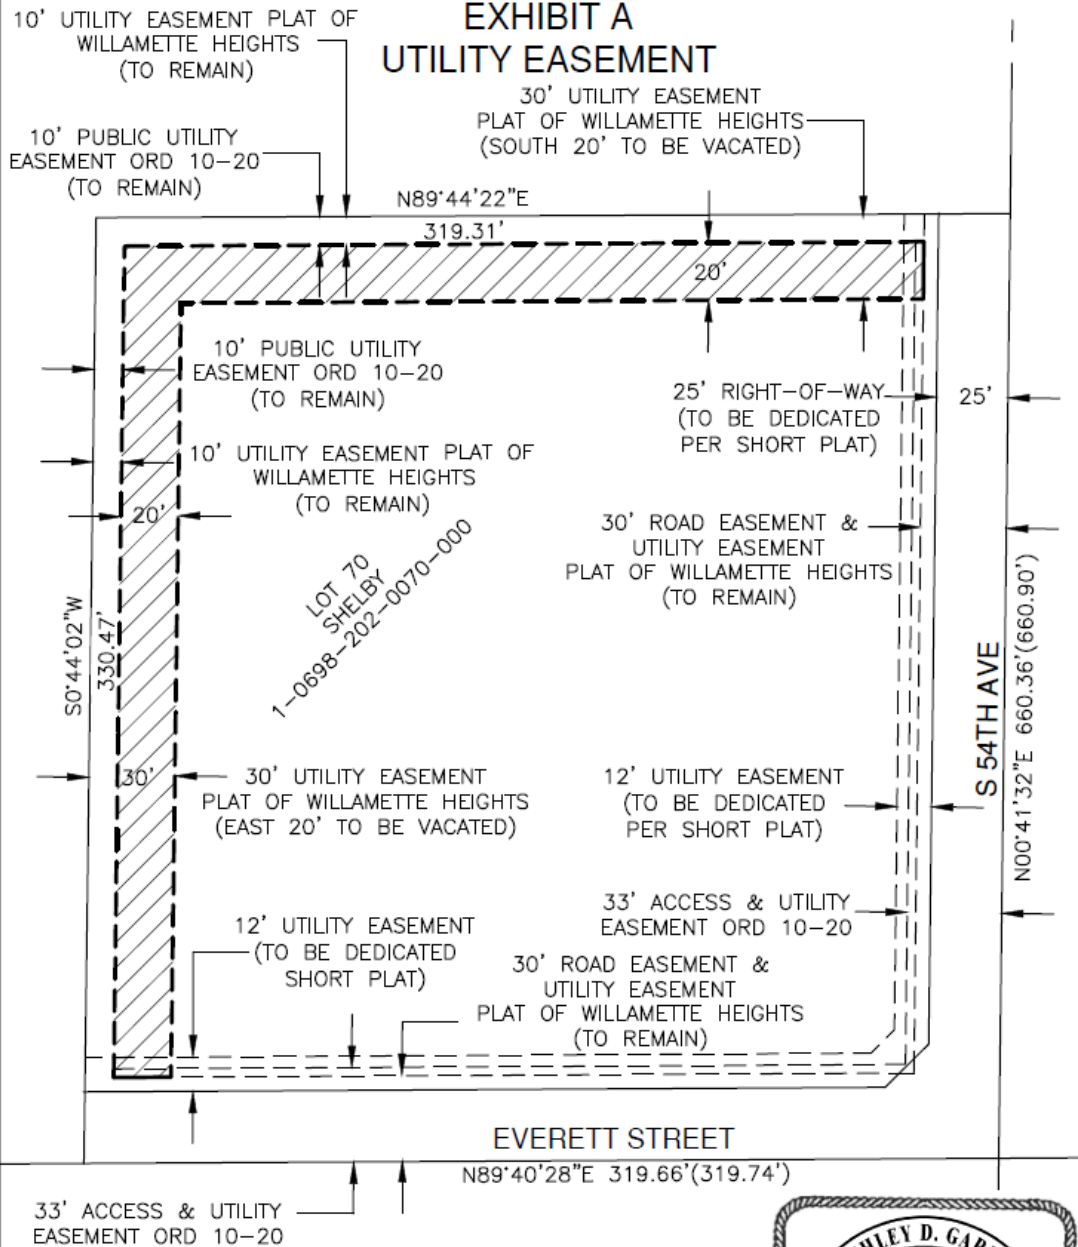 EXHIBIT A
UTILITY EASEMENT
10' UTILITY EASEMENT PLAT OF
WILLAMETTE HEIGHTS
(TO REMAIN)
30' UTILITY EASEMENT
PLAT OF WILLAMETTE HEIGHTS
(SOUTH 20' TO BE VACATED)
10' PUBLIC UTILITY
EASEMENT ORD 10-20
(TO REMAIN)
N89°44'22"E
319.31'
20'
10' PUBLIC UTILITY
EASEMENT ORD 10-20
(TO REMAIN)
25' RIGHT-OF-WAY
(TO BE DEDICATED
PER SHORT PLAT)
25'
10' UTILITY EASEMENT PLAT OF
WILLAMETTE HEIGHTS
(TO REMAIN)
20'
30' ROAD EASEMENT &
UTILITY EASEMENT
PLAT OF WILLAMETTE HEIGHTS
(TO REMAIN)
LOT 70
SHELBY
1-0698-202-0070-000
S0°44'02"W
330.47'
S 54TH AVE
N00°41'32"E 660.36'(660.90')
30'
30' UTILITY EASEMENT
PLAT OF WILLAMETTE HEIGHTS
(EAST 20' TO BE VACATED)
12' UTILITY EASEMENT
(TO BE DEDICATED
PER SHORT PLAT)
33' ACCESS & UTILITY
EASEMENT ORD 10-20
12' UTILITY EASEMENT
(TO BE DEDICATED
SHORT PLAT)
30' ROAD EASEMENT &
UTILITY EASEMENT
PLAT OF WILLAMETTE HEIGHTS
(TO REMAIN)
EVERETT STREET
N89°40'28"E 319.66'(319.74')
33' ACCESS & UTILITY
EASEMENT ORD 10-20
D.